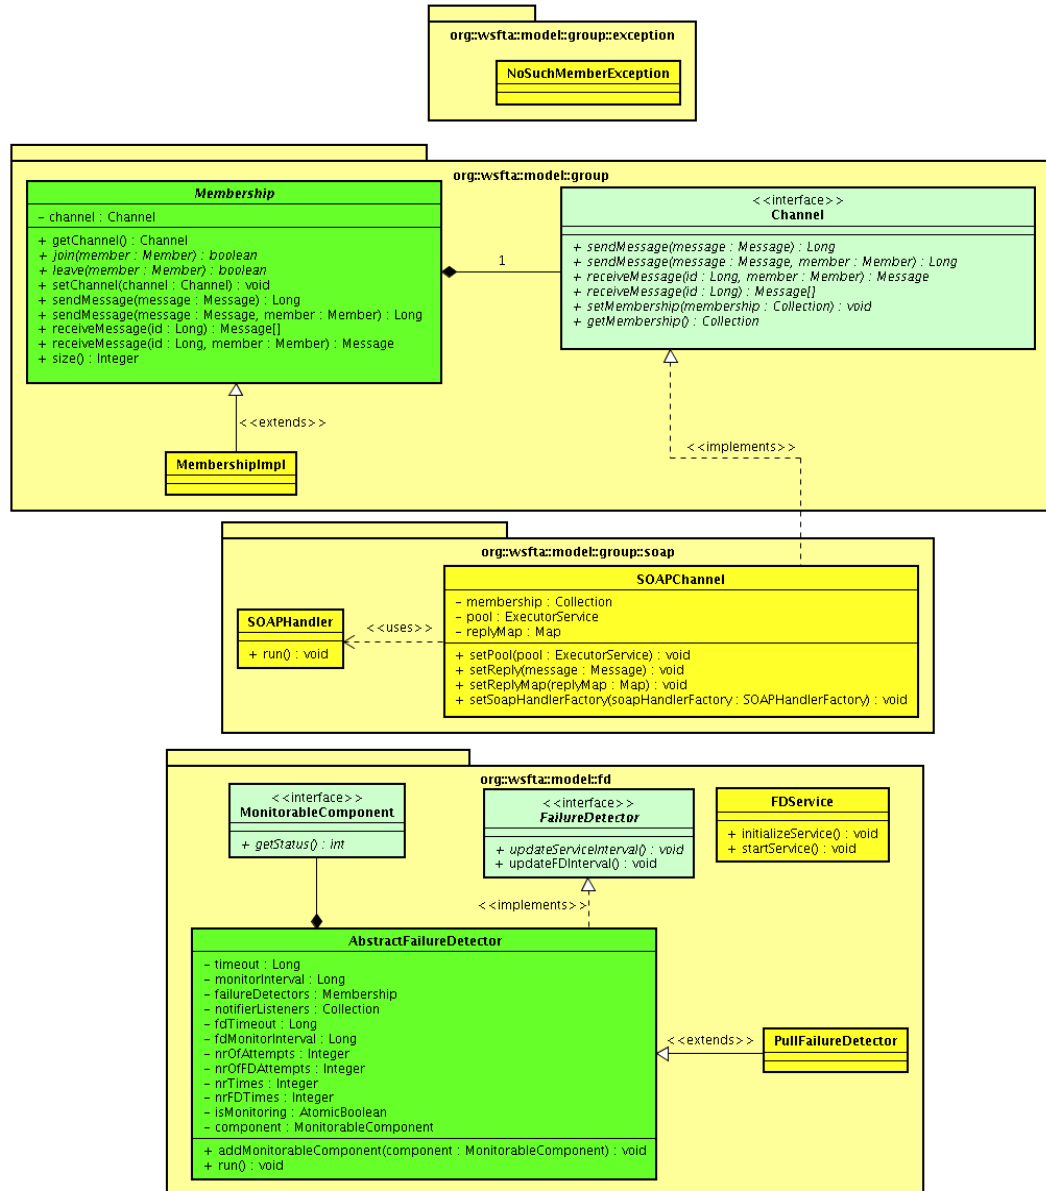 org::wsfta::model::group::exception
NoSuchMemberException
org::wsfta::model::group
Membership
- channel : Channel
+ getChannel() : Channel
+ join(member : Member) : boolean
+ leave(member : Member) : boolean
+ setChannel(channel : Channel) : void
+ sendMessage(message : Message) : Long
+ sendMessage(message : Message, member : Member) : Long
+ receiveMessage(id : Long) : Message[]
+ receiveMessage(id : Long, member : Member) : Message
+ size() : Integer
1
<<interface>>
Channel
+ sendMessage(message : Message) : Long
+ sendMessage(message : Message, member : Member) : Long
+ receiveMessage(id : Long, member : Member) : Message
+ receiveMessage(id : Long) : Message[]
+ setMembership(membership : Collection) : void
+ getMembership() : Collection
<<extends>>
<<implements>>
MembershipImpl
org::wsfta::model::group::soap
SOAPChannel
- membership : Collection
- pool : ExecutorService
- replyMap : Map
+ setPool(pool : ExecutorService) : void
+ setReply(message : Message) : void
+ setReplyMap(replyMap : Map) : void
+ setSoapHandlerFactory(soapHandlerFactory : SOAPHandlerFactory) : void
<<uses>>
SOAPHandler
+ run() : void
org::wsfta::model::fd
<<interface>>
MonitorableComponent
+ getStatus() : int
<<interface>>
FailureDetector
+ updateServiceInterval() : void
+ updateFDInterval() : void
FDService
+ initializeService() : void
+ startService() : void
<<implements>>
AbstractFailureDetector
- timeout : Long
- monitorInterval : Long
- failureDetectors : Membership
- notifierListeners : Collection
- fdTimeout : Long
- fdMonitorInterval : Long
- nrOfAttempts : Integer
- nrOfFDAttempts : Integer
- nrTimes : Integer
- nrFDTimes : Integer
- isMonitoring : AtomicBoolean
- component : MonitorableComponent
+ addMonitorableComponent(component : MonitorableComponent) : void
+ run() : void
<<extends>>
PullFailureDetector